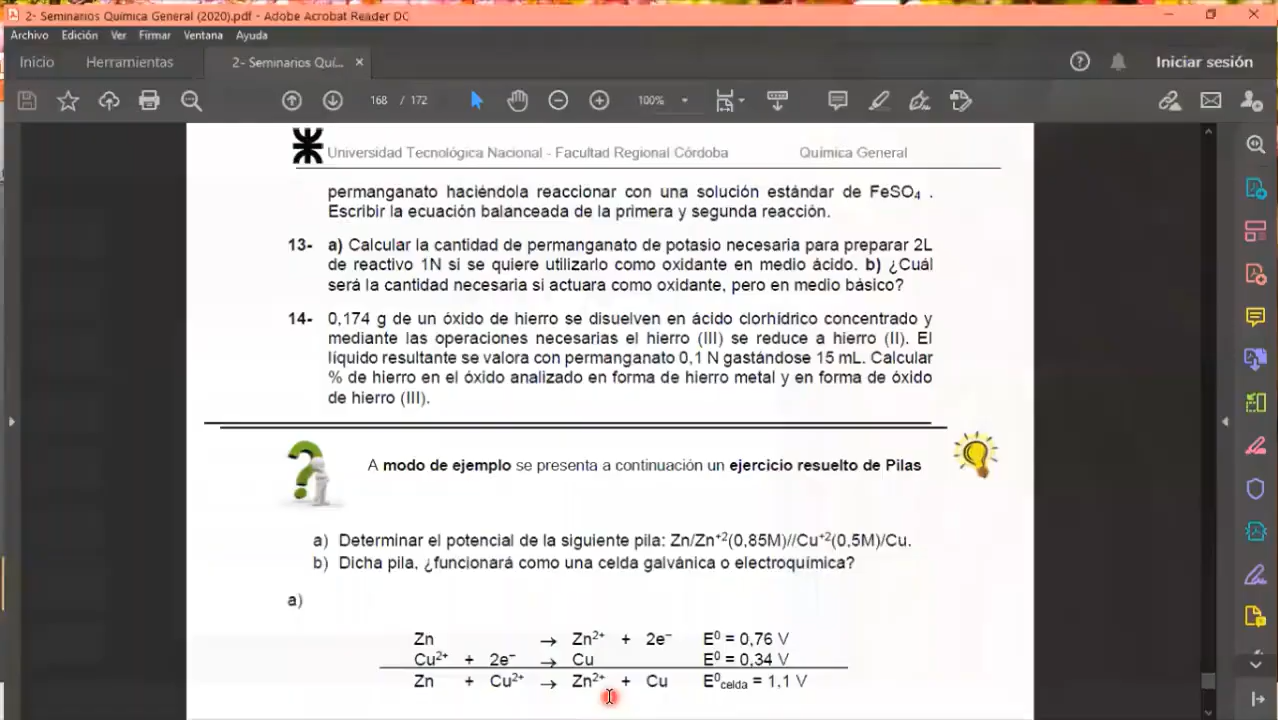 2- Seminarios Química General (2020).pdf - Adobe Acrobat Reader DC
Archivo Edición Ver Firmar Ventana Ayuda
Inicio Herramientas 2- Seminarios Quí... × Iniciar sesión
168 / 172 100%
Universidad Tecnológica Nacional - Facultad Regional Córdoba Química General
permanganato haciéndola reaccionar con una solución estándar de FeSO₄ .
Escribir la ecuación balanceada de la primera y segunda reacción.
13- a) Calcular la cantidad de permanganato de potasio necesaria para preparar 2L
de reactivo 1N si se quiere utilizarlo como oxidante en medio ácido. b) ¿Cuál
será la cantidad necesaria si actuara como oxidante, pero en medio básico?
14- 0,174 g de un óxido de hierro se disuelven en ácido clorhídrico concentrado y
mediante las operaciones necesarias el hierro (III) se reduce a hierro (II). El
líquido resultante se valora con permanganato 0,1 N gastándose 15 mL. Calcular
% de hierro en el óxido analizado en forma de hierro metal y en forma de óxido
de hierro (III).
A modo de ejemplo se presenta a continuación un ejercicio resuelto de Pilas
a) Determinar el potencial de la siguiente pila: Zn/Zn⁺²(0,85M)//Cu⁺²(0,5M)/Cu.
b) Dicha pila, ¿funcionará como una celda galvánica o electroquímica?
a)
Zn → Zn²⁺ + 2e⁻ E⁰ = 0,76 V
Cu²⁺ + 2e⁻ → Cu E⁰ = 0,34 V
Zn + Cu²⁺ → Zn²⁺ + Cu E⁰celda = 1,1 V